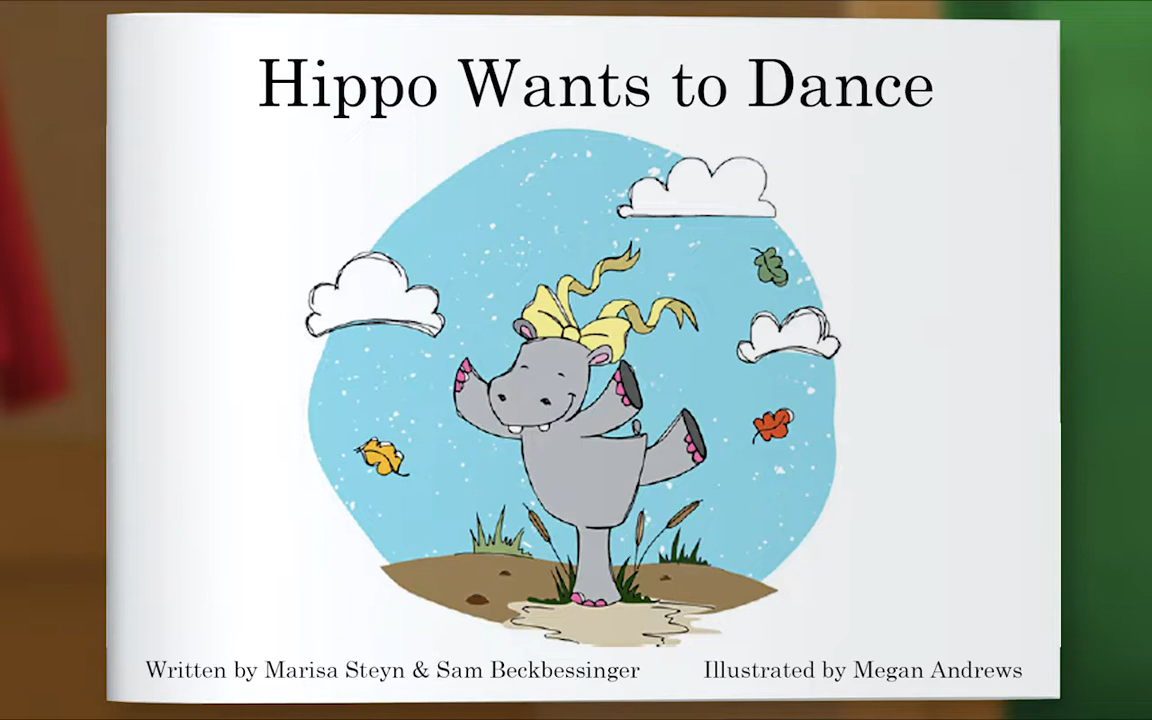 Hippo Wants to Dance
Written by Marisa Steyn & Sam Beckbessinger
Illustrated by Megan Andrews